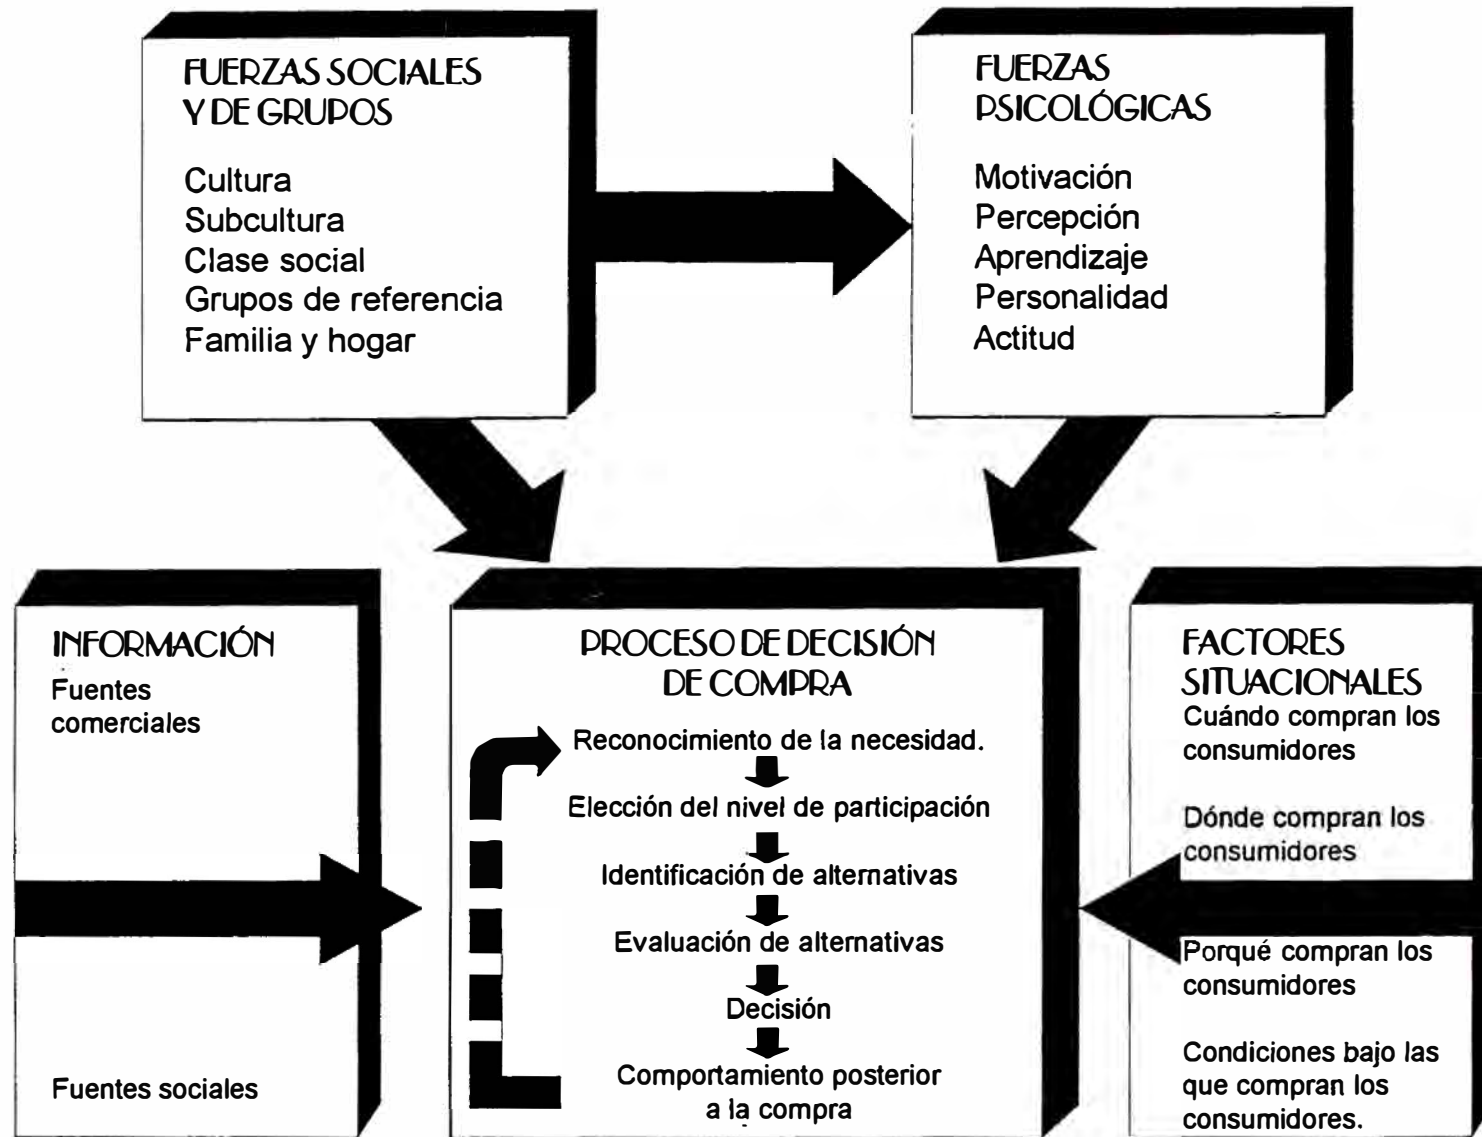 FUERZAS SOCIALES
Y DE GRUPOS
Cultura
Subcultura
Clase social
Grupos de referencia
Familia y hogar
FUERZAS
PSICOLÓGICAS
Motivación
Percepción
Aprendizaje
Personalidad
Actitud
INFORMACIÓN
Fuentes
comerciales
Fuentes sociales
PROCESO DE DECISIÓN
DE COMPRA
Reconocimiento de la necesidad.
Elección del nivel de participación
Identificación de alternativas
Evaluación de alternativas
Decisión
Comportamiento posterior
a la compra
FACTORES
SITUACIONALES
Cuándo compran los
consumidores
Dónde compran los
consumidores
Porqué compran los
consumidores
Condiciones bajo las
que compran los
consumidores.